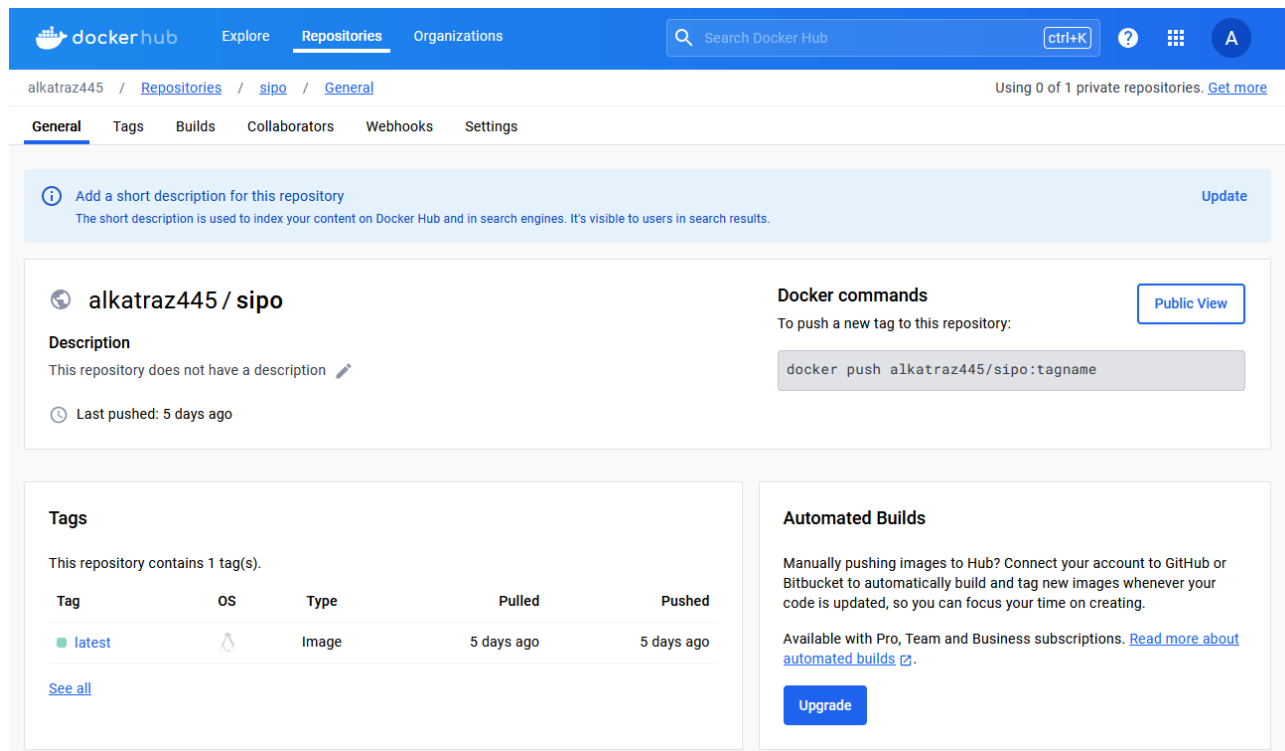 dockerhub Explore Repositories Organizations Search Docker Hub ctrl+K ? A
alkatraz445 / Repositories / sipo / General Using 0 of 1 private repositories. Get more
General Tags Builds Collaborators Webhooks Settings
Add a short description for this repository Update
The short description is used to index your content on Docker Hub and in search engines. It's visible to users in search results.
alkatraz445 / sipo
Description
This repository does not have a description
Last pushed: 5 days ago
Docker commands
Public View
To push a new tag to this repository:
docker push alkatraz445/sipo:tagname
Tags
This repository contains 1 tag(s).
Tag OS Type Pulled Pushed
latest Image 5 days ago 5 days ago
See all
Automated Builds
Manually pushing images to Hub? Connect your account to GitHub or
Bitbucket to automatically build and tag new images whenever your
code is updated, so you can focus your time on creating.
Available with Pro, Team and Business subscriptions. Read more about
automated builds .
Upgrade